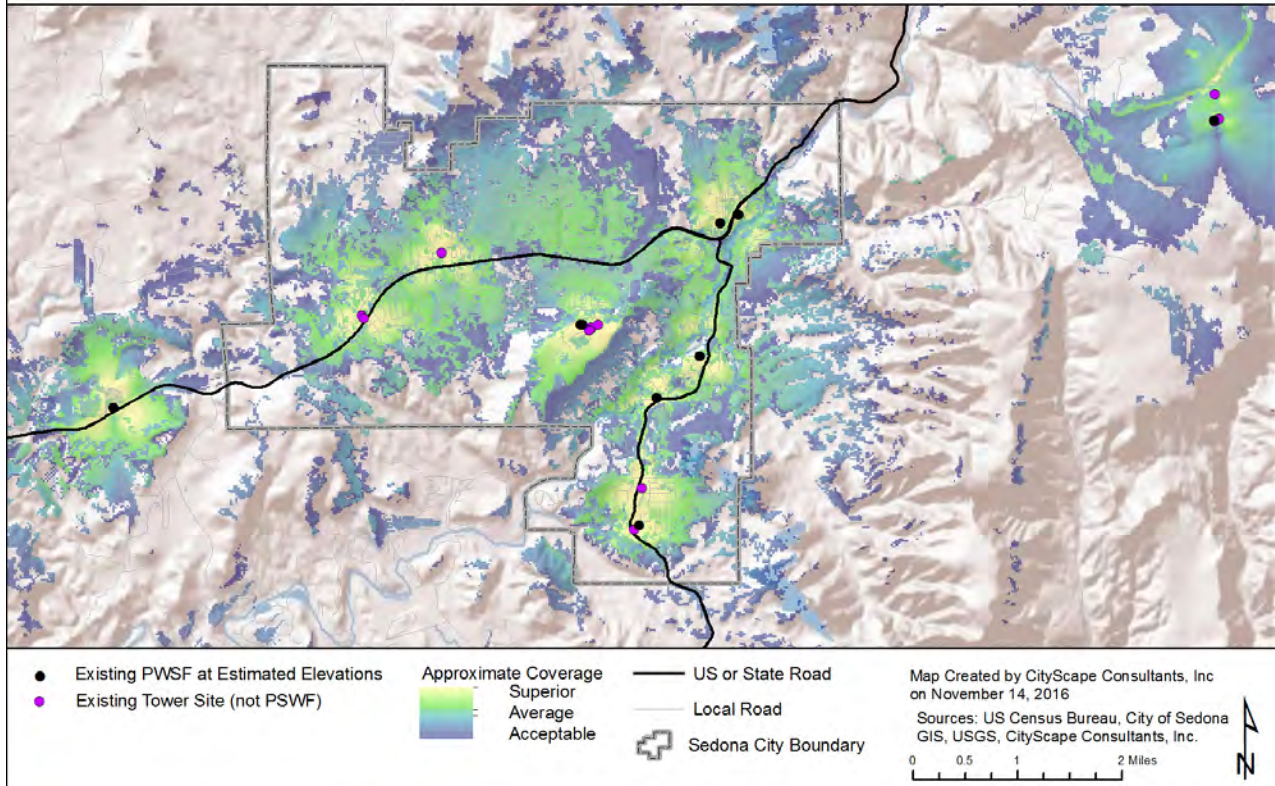 Existing PWSF at Estimated Elevations
Existing Tower Site (not PSWF)
Approximate Coverage
Superior
Average
Acceptable
US or State Road
Local Road
Sedona City Boundary
Map Created by CityScape Consultants, Inc
on November 14, 2016
Sources: US Census Bureau, City of Sedona
GIS, USGS, CityScape Consultants, Inc.
0 0.5 1 2 Miles
N